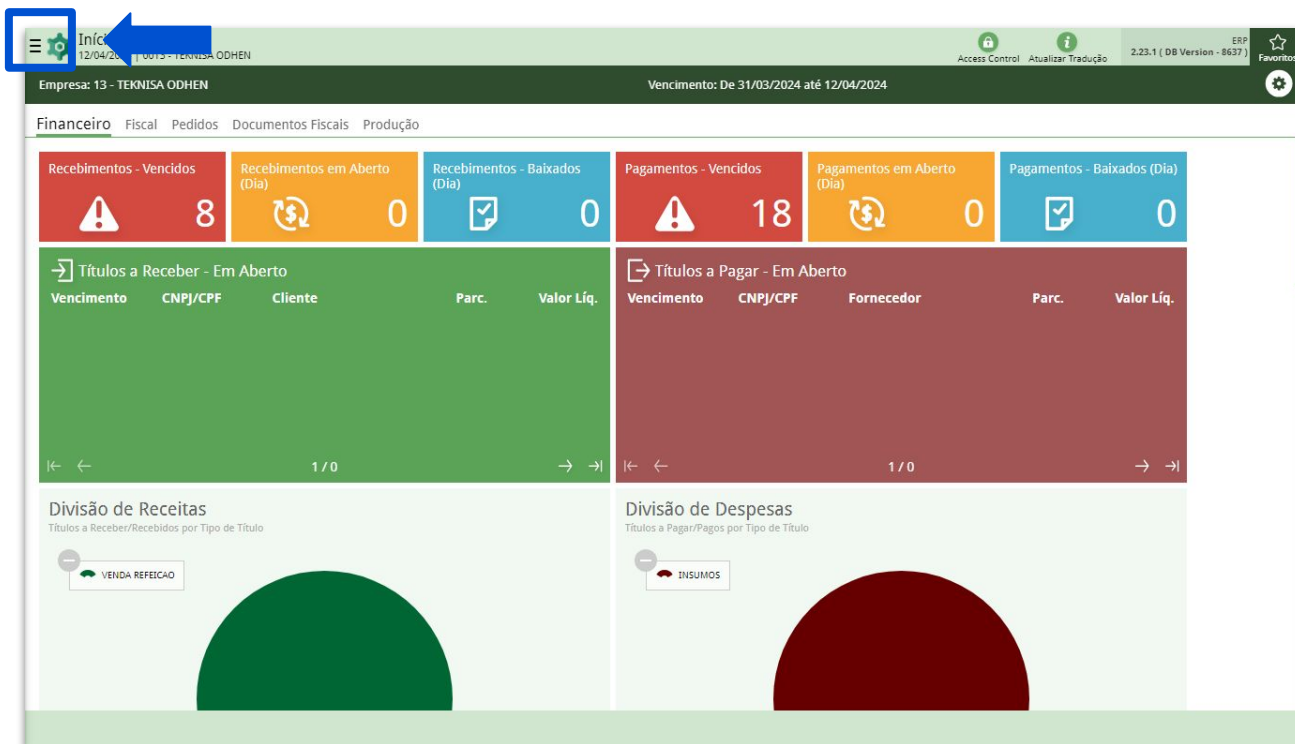 Iníc
12/04/20 | 0013 - TEKNISA ODHEN
Access Control
Atualizar Tradução
ERP
2.23.1 ( DB Version - 8637 )
Favoritos
Empresa: 13 - TEKNISA ODHEN
Vencimento: De 31/03/2024 até 12/04/2024
Financeiro Fiscal Pedidos Documentos Fiscais Produção
Recebimentos - Vencidos
8
Recebimentos em Aberto
(Dia)
0
Recebimentos - Baixados
(Dia)
0
Pagamentos - Vencidos
18
Pagamentos em Aberto
(Dia)
0
Pagamentos - Baixados (Dia)
0
Títulos a Receber - Em Aberto
Vencimento CNPJ/CPF Cliente Parc. Valor Líq.
1 / 0
Títulos a Pagar - Em Aberto
Vencimento CNPJ/CPF Fornecedor Parc. Valor Líq.
1 / 0
Divisão de Receitas
Títulos a Receber/Recebidos por Tipo de Título
VENDA REFEICAO
Divisão de Despesas
Títulos a Pagar/Pagos por Tipo de Título
INSUMOS